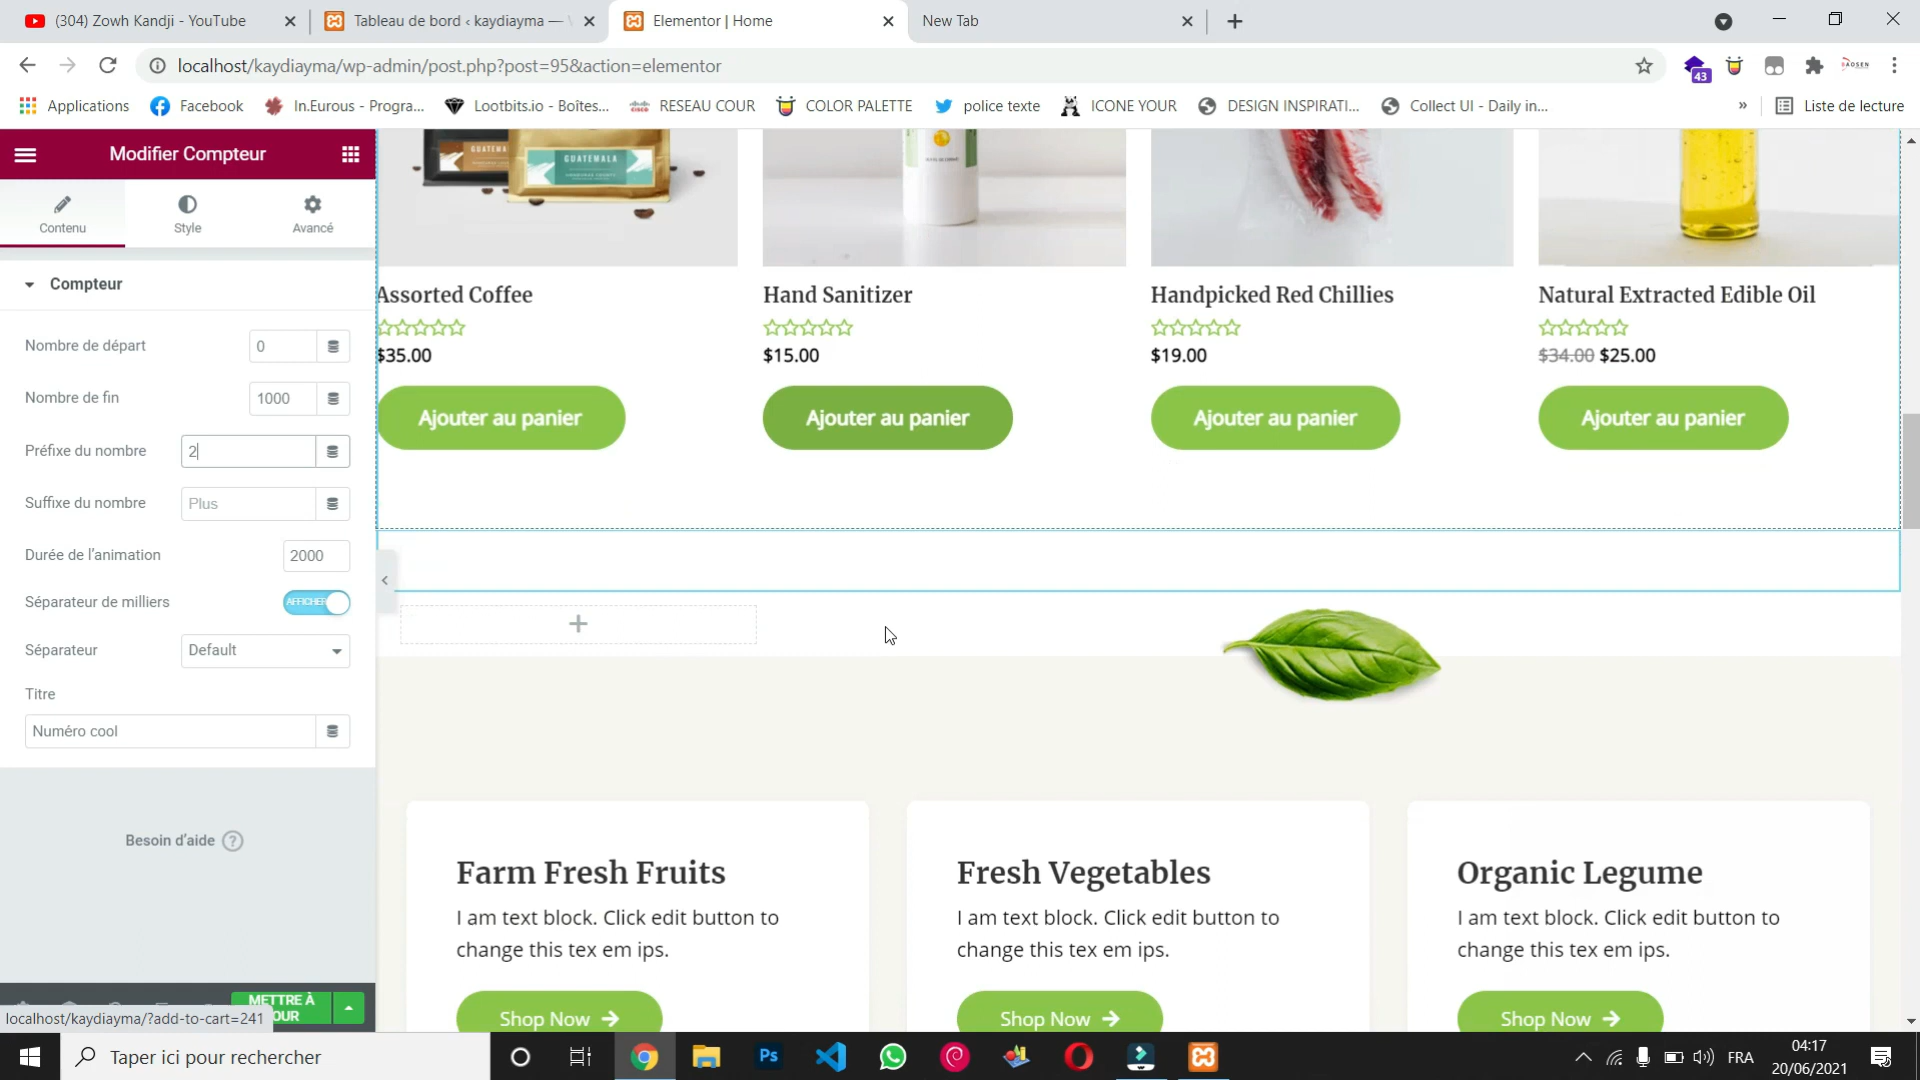 (304) Zowh Kandji - YouTube
Tableau de bord ‹ kaydiayma —
Elementor | Home
New Tab
localhost/kaydiayma/wp-admin/post.php?post=95&action=elementor
43
Applications
Facebook
In.Eurous - Progra...
Lootbits.io - Boîtes...
RESEAU COUR
COLOR PALETTE
police texte
ICONE YOUR
DESIGN INSPIRATI...
Collect UI - Daily in...
»
Liste de lecture
Modifier Compteur
Contenu
Style
Avancé
Compteur
Nombre de départ
0
Nombre de fin
1000
Préfixe du nombre
2
Suffixe du nombre
Plus
Durée de l'animation
2000
Séparateur de milliers
AFFICHER
Séparateur
Default
Titre
Numéro cool
Besoin d'aide ?
METTRE À
OUR
localhost/kaydiayma/?add-to-cart=241
GUATEMALA
Assorted Coffee
$35.00
Ajouter au panier
Hand Sanitizer
$15.00
Ajouter au panier
Handpicked Red Chillies
$19.00
Ajouter au panier
Natural Extracted Edible Oil
$34.00 $25.00
Ajouter au panier
Farm Fresh Fruits
I am text block. Click edit button to
change this tex em ips.
Shop Now
Fresh Vegetables
I am text block. Click edit button to
change this tex em ips.
Shop Now
Organic Legume
I am text block. Click edit button to
change this tex em ips.
Shop Now
Taper ici pour rechercher
Ps
FRA
04:17
20/06/2021